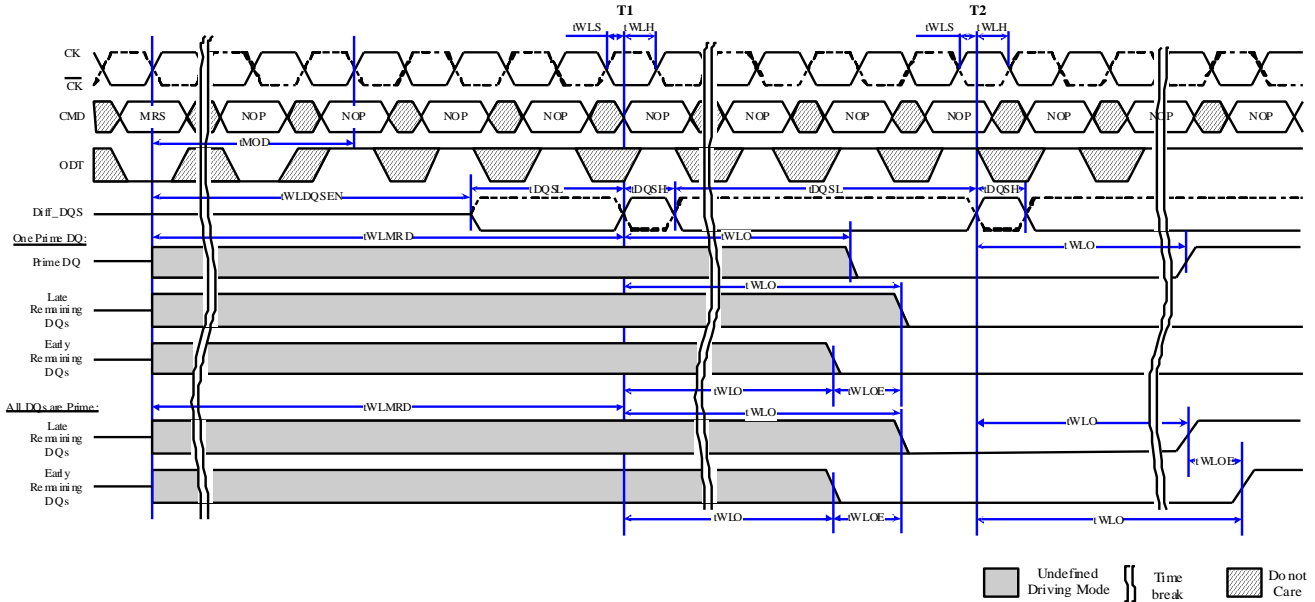 T1 T2
tWLS tWLH tWLS tWLH
CK
CK
CMD MRS NOP NOP NOP NOP NOP NOP NOP NOP NOP NOP NOP
tMOD
ODT
tWLDQSEN tDQSL tDQSH tDQSL tDQSH
Diff_DQS
One Prime DQ:
tWLMRD tWLO
tWLO
Prime DQ
tWLO
Late
Remaining
DQs
Early
Remaining
DQs
tWLO tWLOE
All DQs are Prime:
tWLMRD tWLO
tWLO
Late
Remaining
DQs
tWLOE
Early
Remaining
DQs
tWLO tWLOE tWLO
Undefined
Driving Mode
Time
break
Do not
Care